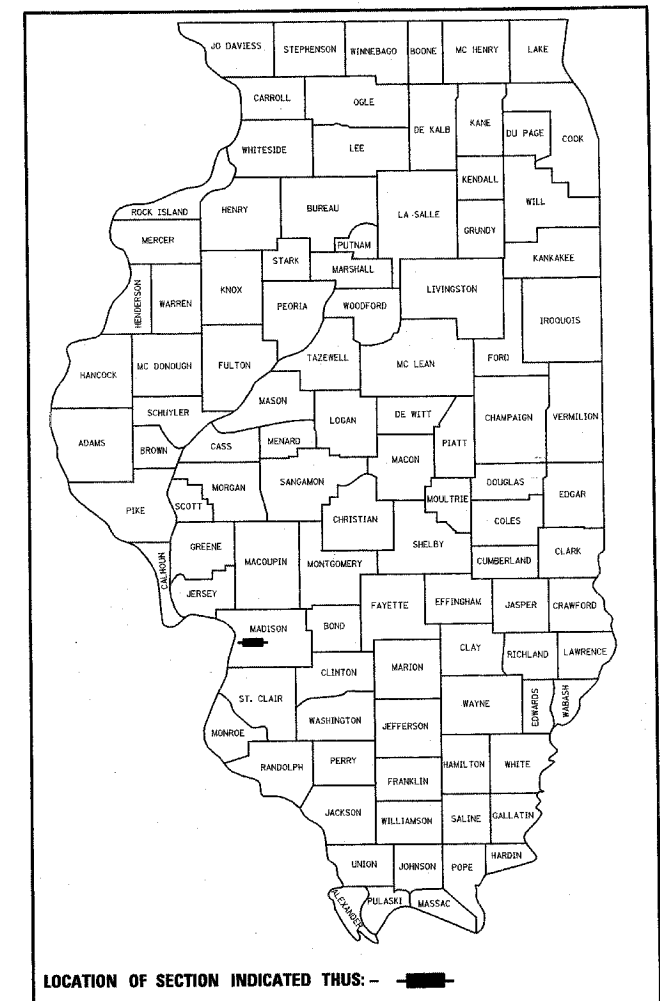 JO DAVIESS STEPHENSON WINNEBAGO BOONE MC HENRY LAKE
CARROLL OGLE DE KALB KANE DU PAGE COOK
WHITESIDE LEE
KENDALL WILL
ROCK ISLAND HENRY BUREAU LA SALLE
MERCER PUTNAM GRUNDY
STARK MARSHALL KANKAKEE
HENDERSON WARREN KNOX PEORIA WOODFORD LIVINGSTON IROQUOIS
HANCOCK MC DONOUGH FULTON TAZEWELL MC LEAN FORD
MASON
SCHUYLER LOGAN DE WITT CHAMPAIGN VERMILION
ADAMS BROWN CASS MENARD MACON PIATT
MORGAN SANGAMON DOUGLAS EDGAR
PIKE SCOTT CHRISTIAN MOULTRIE COLES
GREENE MACOUPIN MONTGOMERY SHELBY CUMBERLAND CLARK
CALHOUN JERSEY FAYETTE EFFINGHAM JASPER CRAWFORD
MADISON BOND
CLAY RICHLAND LAWRENCE
CLINTON MARION
ST. CLAIR WAYNE EDWARDS WABASH
WASHINGTON JEFFERSON
MONROE
RANDOLPH PERRY HAMILTON WHITE
FRANKLIN
JACKSON WILLIAMSON SALINE GALLATIN
UNION JOHNSON POPE HARDIN
ALEXANDER PULASKI MASSAC
LOCATION OF SECTION INDICATED THUS: –